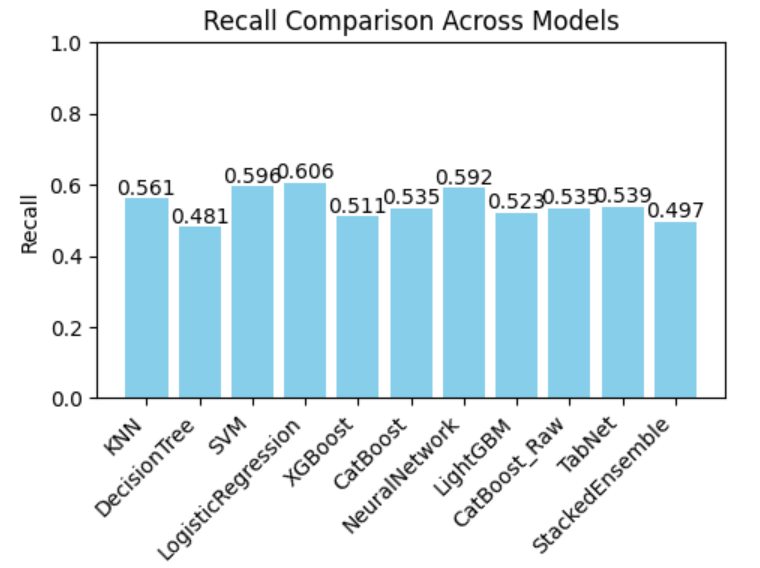 Recall Comparison Across Models
Recall
1.0
0.8
0.6
0.4
0.2
0.0
0.561
0.481
0.596
0.606
0.511
0.535
0.592
0.523
0.535
0.539
0.497
KNN
DecisionTree
SVM
LogisticRegression
XGBoost
CatBoost
NeuralNetwork
LightGBM
CatBoost_Raw
TabNet
StackedEnsemble